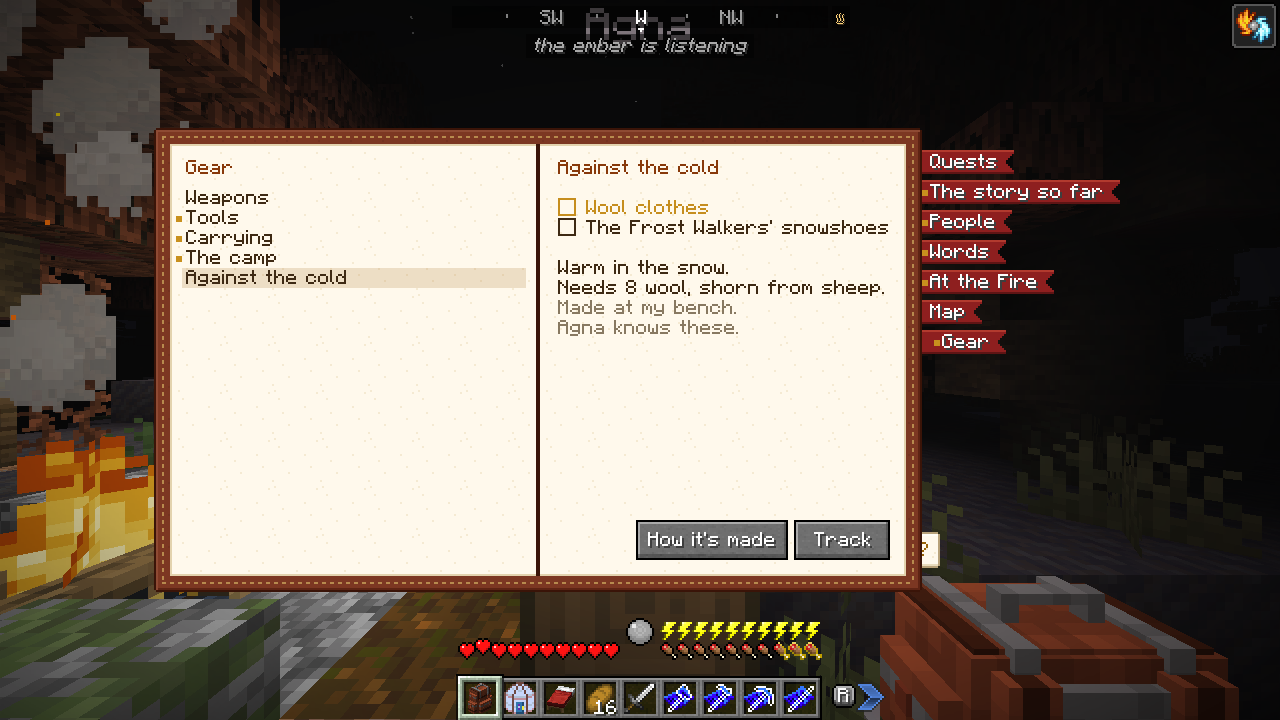 SW W NW
Agna
the ember is listening
Gear
Weapons
Tools
Carrying
The camp
Against the cold
Against the cold
Wool clothes
The Frost Walkers' snowshoes
Warm in the snow.
Needs 8 wool, shorn from sheep.
Made at my bench.
Agna knows these.
How it's made
Track
Quests
The story so far
People
Words
At the Fire
Map
Gear
?
16
R